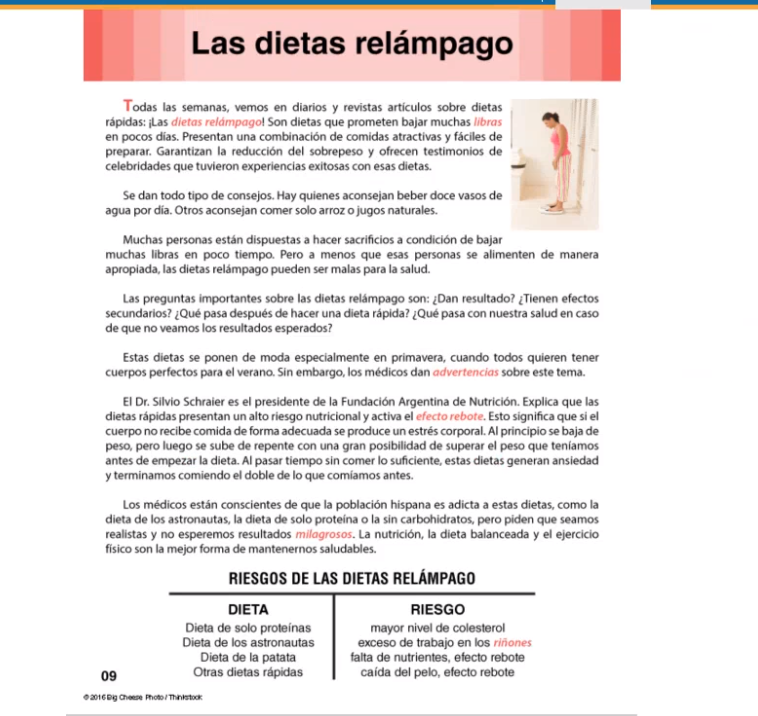 Las dietas relámpago
Todas las semanas, vemos en diarios y revistas artículos sobre dietas
rápidas: ¡Las dietas relámpago! Son dietas que prometen bajar muchas libras
en pocos días. Presentan una combinación de comidas atractivas y fáciles de
preparar. Garantizan la reducción del sobrepeso y ofrecen testimonios de
celebridades que tuvieron experiencias exitosas con esas dietas.
Se dan todo tipo de consejos. Hay quienes aconsejan beber doce vasos de
agua por día. Otros aconsejan comer solo arroz o jugos naturales.
Muchas personas están dispuestas a hacer sacrificios a condición de bajar
muchas libras en poco tiempo. Pero a menos que esas personas se alimenten de manera
apropiada, las dietas relámpago pueden ser malas para la salud.
Las preguntas importantes sobre las dietas relámpago son: ¿Dan resultado? ¿Tienen efectos
secundarios? ¿Qué pasa después de hacer una dieta rápida? ¿Qué pasa con nuestra salud en caso
de que no veamos los resultados esperados?
Estas dietas se ponen de moda especialmente en primavera, cuando todos quieren tener
cuerpos perfectos para el verano. Sin embargo, los médicos dan advertencias sobre este tema.
El Dr. Silvio Schraier es el presidente de la Fundación Argentina de Nutrición. Explica que las
dietas rápidas presentan un alto riesgo nutricional y activa el efecto rebote. Esto significa que si el
cuerpo no recibe comida de forma adecuada se produce un estrés corporal. Al principio se baja de
peso, pero luego se sube de repente con una gran posibilidad de superar el peso que teníamos
antes de empezar la dieta. Al pasar tiempo sin comer lo suficiente, estas dietas generan ansiedad
y terminamos comiendo el doble de lo que comíamos antes.
Los médicos están conscientes de que la población hispana es adicta a estas dietas, como la
dieta de los astronautas, la dieta de solo proteína o la sin carbohidratos, pero piden que seamos
realistas y no esperemos resultados milagrosos. La nutrición, la dieta balanceada y el ejercicio
físico son la mejor forma de mantenernos saludables.
RIESGOS DE LAS DIETAS RELÁMPAGO
DIETA RIESGO
Dieta de solo proteínas mayor nivel de colesterol
Dieta de los astronautas exceso de trabajo en los riñones
Dieta de la patata falta de nutrientes, efecto rebote
Otras dietas rápidas caída del pelo, efecto rebote
09
© 2016 Big Cheese Photo / Thinkstock